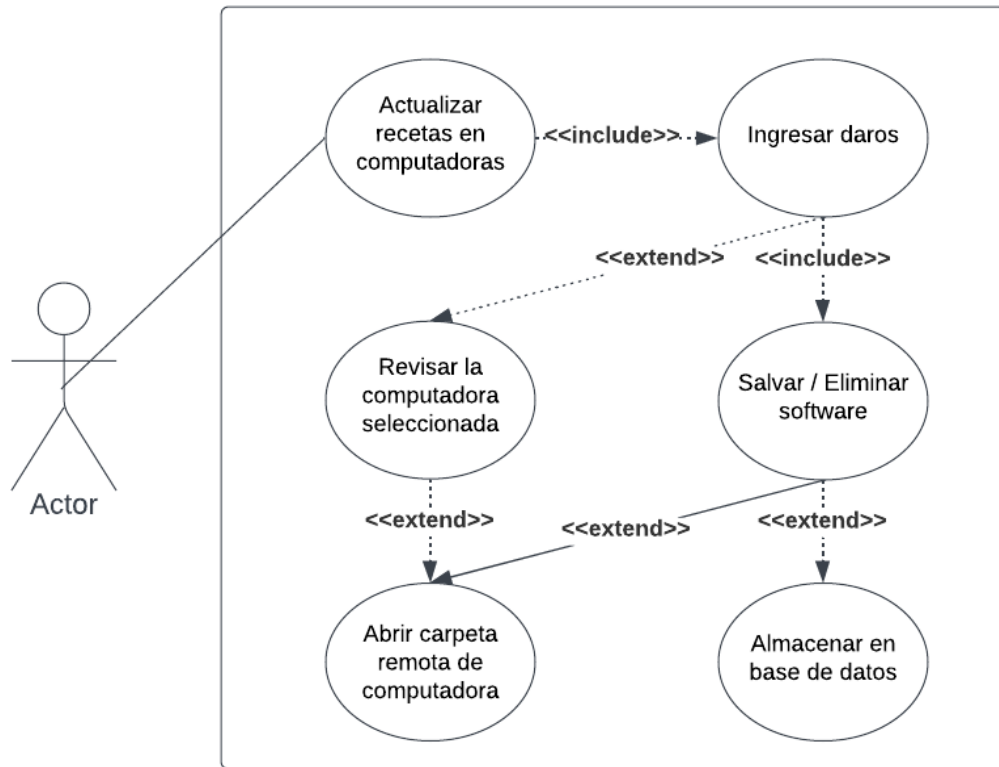 Actualizar
recetas en
computadoras
<<include>>
Ingresar daros
<<extend>>
<<include>>
Revisar la
computadora
seleccionada
Salvar / Eliminar
software
Actor
<<extend>>
<<extend>>
<<extend>>
Abrir carpeta
remota de
computadora
Almacenar en
base de datos